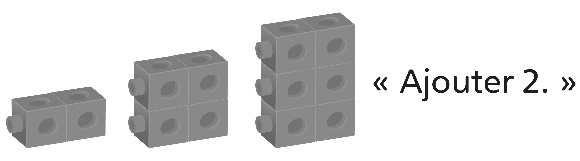 « Ajouter 2. »